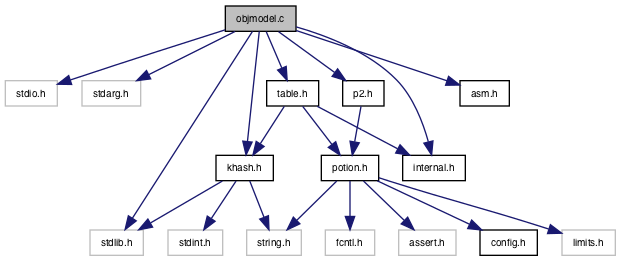 objmodel.c
stdio.h
stdarg.h
table.h
p2.h
asm.h
khash.h
potion.h
internal.h
stdlib.h
stdint.h
string.h
fcntl.h
assert.h
config.h
limits.h